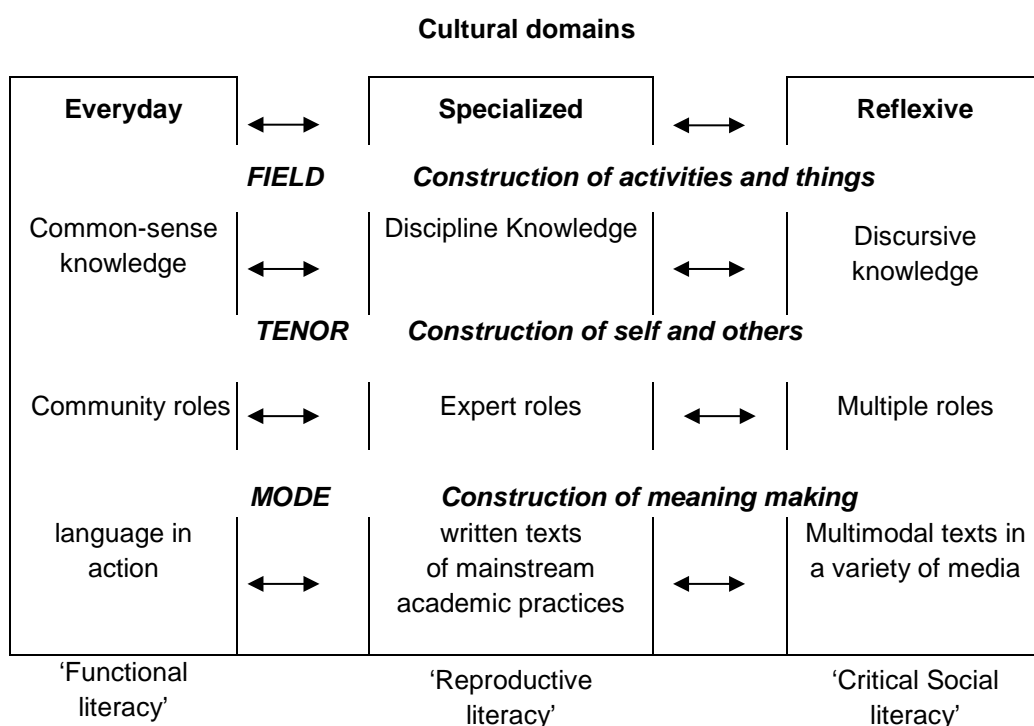 Cultural domains
Everyday
Specialized
Reflexive
FIELD Construction of activities and things
Common-sense
knowledge
Discipline Knowledge
Discursive
knowledge
TENOR Construction of self and others
Community roles
Expert roles
Multiple roles
MODE Construction of meaning making
language in
action
written texts
of mainstream
academic practices
Multimodal texts in
a variety of media
‘Functional
literacy’
‘Reproductive
literacy’
‘Critical Social
literacy’